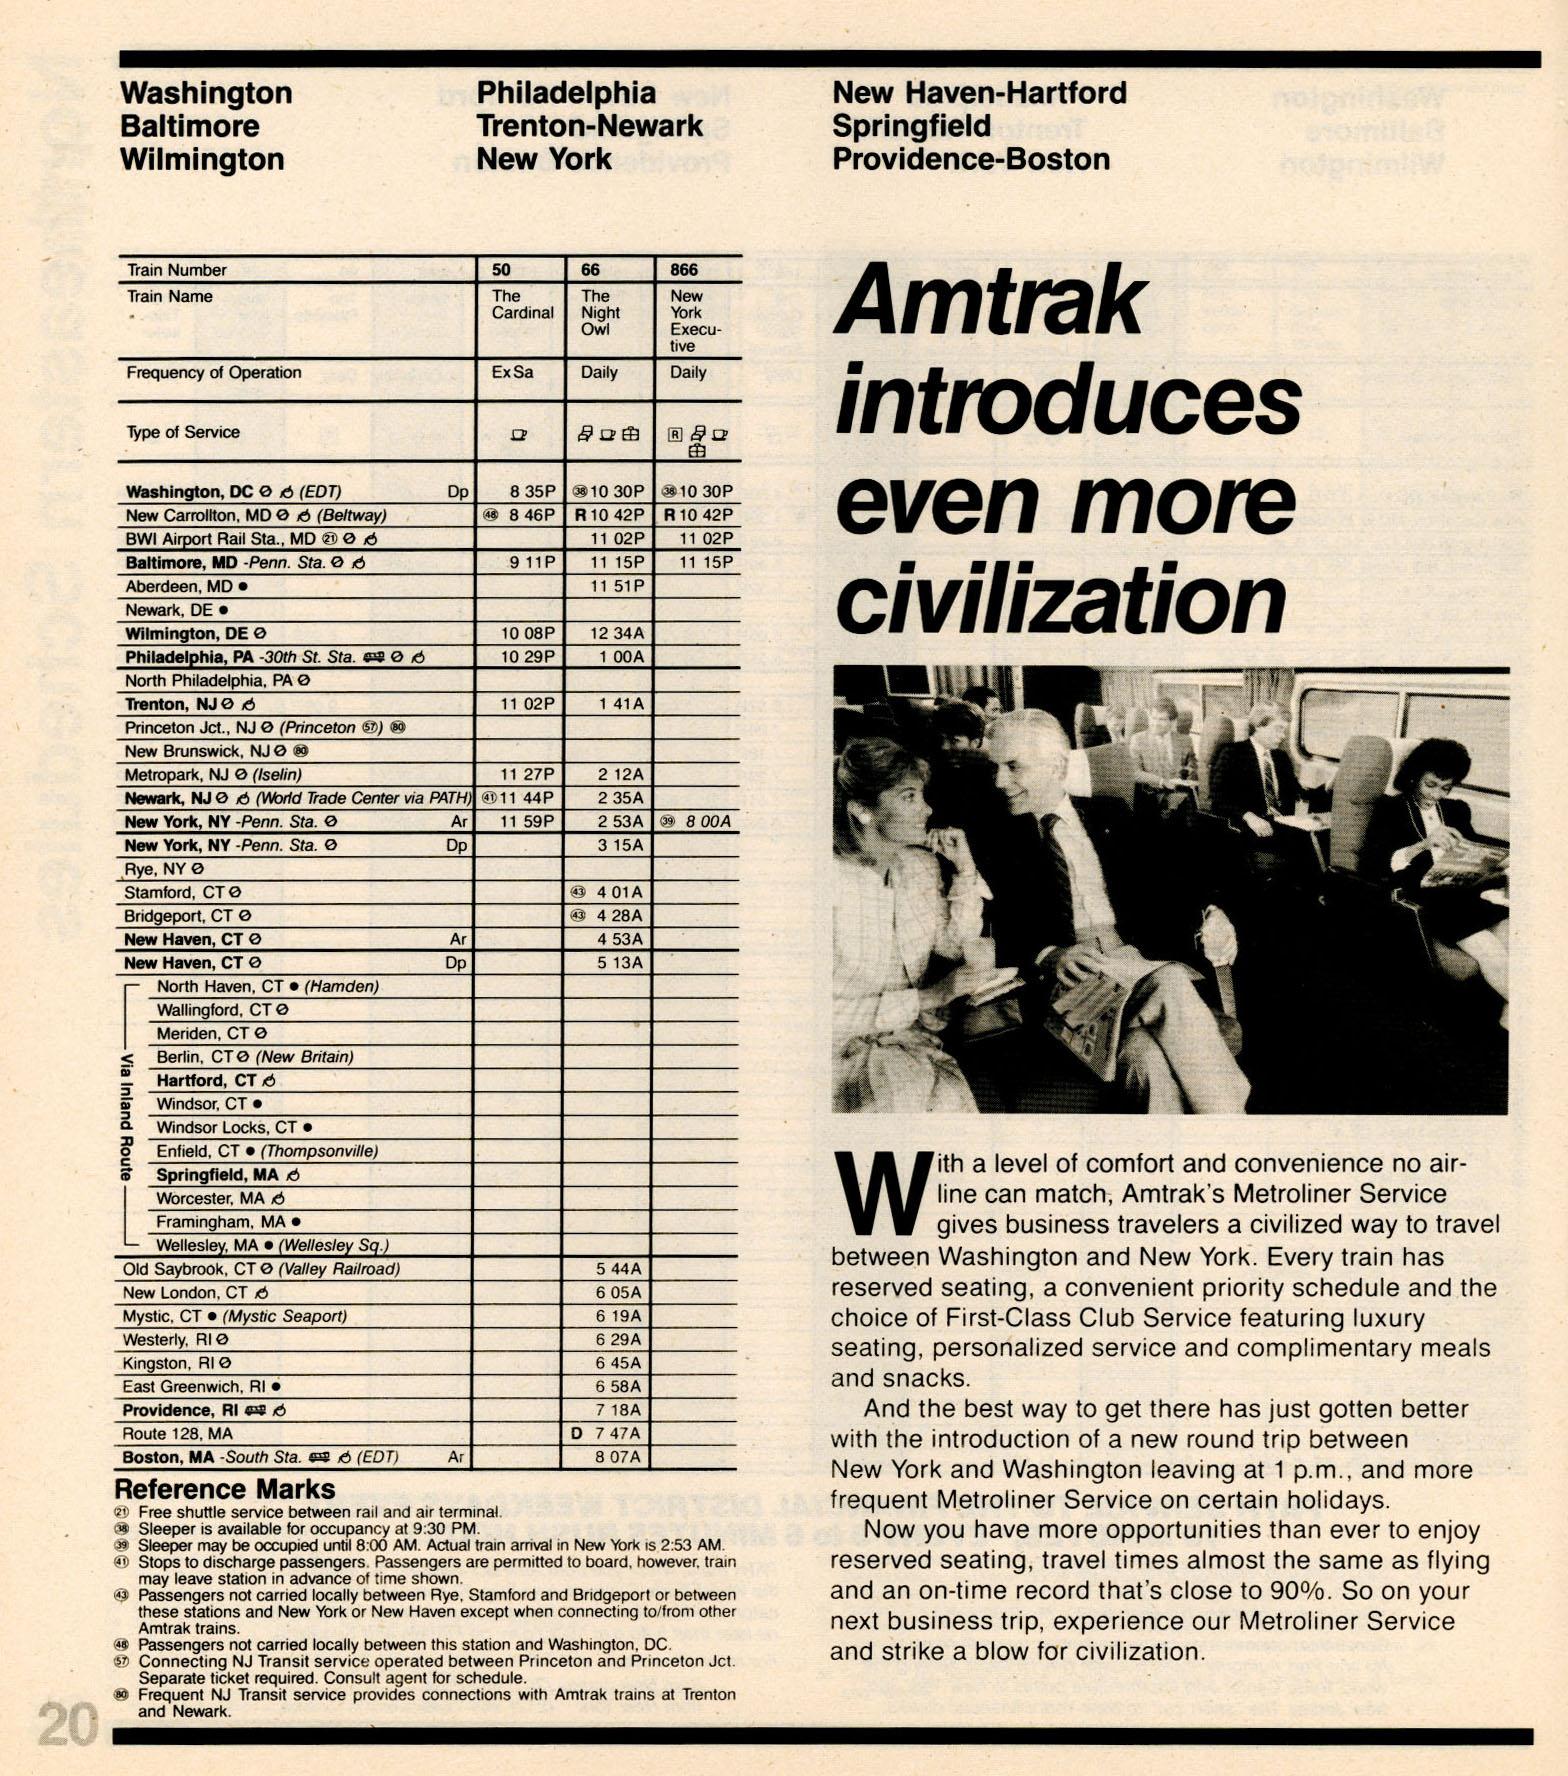 Washington
Baltimore
Wilmington
Philadelphia
Trenton-Newark
New York
New Haven-Hartford
Springfield
Providence-Boston
Train Number 50 66 866
Train Name The Cardinal The Night Owl New York Execu-tive
Frequency of Operation ExSa Daily Daily
Type of Service R
Washington, DC (EDT) Dp 8 35P 38 10 30P 38 10 30P
New Carrollton, MD (Beltway) 48 8 46P R 10 42P R 10 42P
BWI Airport Rail Sta., MD 21 11 02P 11 02P
Baltimore, MD -Penn. Sta. 9 11P 11 15P 11 15P
Aberdeen, MD ● 11 51P
Newark, DE ●
Wilmington, DE 10 08P 12 34A
Philadelphia, PA -30th St. Sta. 10 29P 1 00A
North Philadelphia, PA
Trenton, NJ 11 02P 1 41A
Princeton Jct., NJ (Princeton 57) 80
New Brunswick, NJ 80
Metropark, NJ (Iselin) 11 27P 2 12A
Newark, NJ (World Trade Center via PATH) 41 11 44P 2 35A
New York, NY -Penn. Sta. Ar 11 59P 2 53A 39 8 00A
New York, NY -Penn. Sta. Dp 3 15A
Rye, NY
Stamford, CT 43 4 01A
Bridgeport, CT 43 4 28A
New Haven, CT Ar 4 53A
New Haven, CT Dp 5 13A
Via Inland Route
North Haven, CT ● (Hamden)
Wallingford, CT
Meriden, CT
Berlin, CT (New Britain)
Hartford, CT
Windsor, CT ●
Windsor Locks, CT ●
Enfield, CT ● (Thompsonville)
Springfield, MA
Worcester, MA
Framingham, MA ●
Wellesley, MA ● (Wellesley Sq.)
Old Saybrook, CT (Valley Railroad) 5 44A
New London, CT 6 05A
Mystic, CT ● (Mystic Seaport) 6 19A
Westerly, RI 6 29A
Kingston, RI 6 45A
East Greenwich, RI ● 6 58A
Providence, RI 7 18A
Route 128, MA D 7 47A
Boston, MA -South Sta. (EDT) Ar 8 07A
Reference Marks
21 Free shuttle service between rail and air terminal.
38 Sleeper is available for occupancy at 9:30 PM.
39 Sleeper may be occupied until 8:00 AM. Actual train arrival in New York is 2:53 AM.
41 Stops to discharge passengers. Passengers are permitted to board, however, train
may leave station in advance of time shown.
43 Passengers not carried locally between Rye, Stamford and Bridgeport or between
these stations and New York or New Haven except when connecting to/from other
Amtrak trains.
48 Passengers not carried locally between this station and Washington, DC.
57 Connecting NJ Transit service operated between Princeton and Princeton Jct.
Separate ticket required. Consult agent for schedule.
80 Frequent NJ Transit service provides connections with Amtrak trains at Trenton
and Newark.
20
Amtrak
introduces
even more
civilization
With a level of comfort and convenience no air-
line can match, Amtrak's Metroliner Service
gives business travelers a civilized way to travel
between Washington and New York. Every train has
reserved seating, a convenient priority schedule and the
choice of First-Class Club Service featuring luxury
seating, personalized service and complimentary meals
and snacks.
And the best way to get there has just gotten better
with the introduction of a new round trip between
New York and Washington leaving at 1 p.m., and more
frequent Metroliner Service on certain holidays.
Now you have more opportunities than ever to enjoy
reserved seating, travel times almost the same as flying
and an on-time record that's close to 90%. So on your
next business trip, experience our Metroliner Service
and strike a blow for civilization.